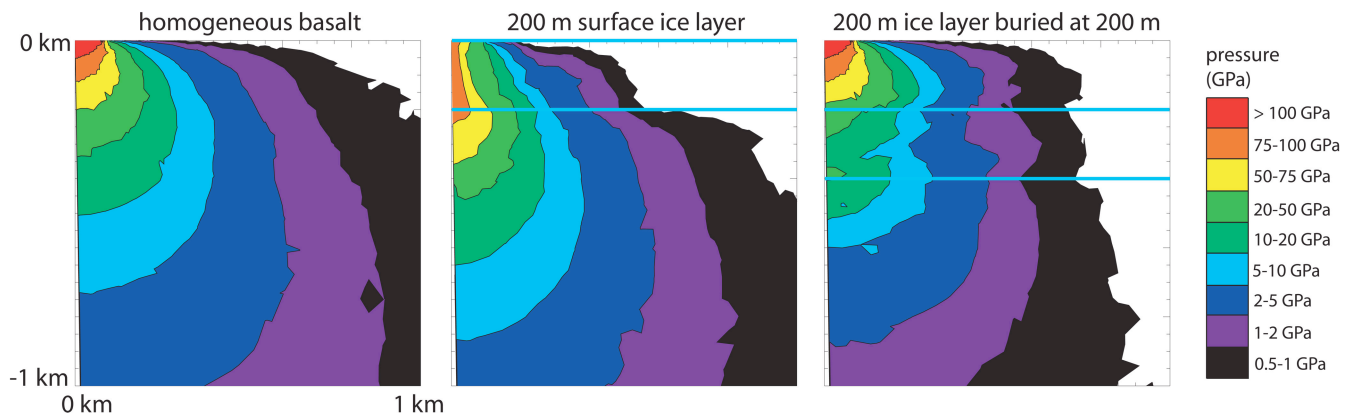 homogeneous basalt
200 m surface ice layer
200 m ice layer buried at 200 m
0 km
-1 km
0 km
1 km
pressure
(GPa)
> 100 GPa
75-100 GPa
50-75 GPa
20-50 GPa
10-20 GPa
5-10 GPa
2-5 GPa
1-2 GPa
0.5-1 GPa